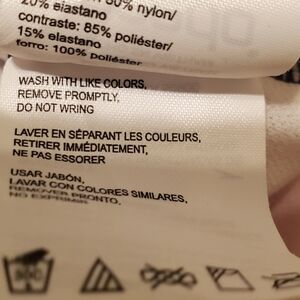 80% nylon/
20% elastano
contraste: 85% poliéster/
15% elastano
forro: 100% poliéster
WASH WITH LIKE COLORS,
REMOVE PROMPTLY,
DO NOT WRING
LAVER EN SÉPARANT LES COULEURS,
RETIRER IMMÉDIATEMENT,
NE PAS ESSORER
USAR JABÓN,
LAVAR CON COLORES SIMILARES,
REMOVER PRONTO,
NO EXPRIMIR